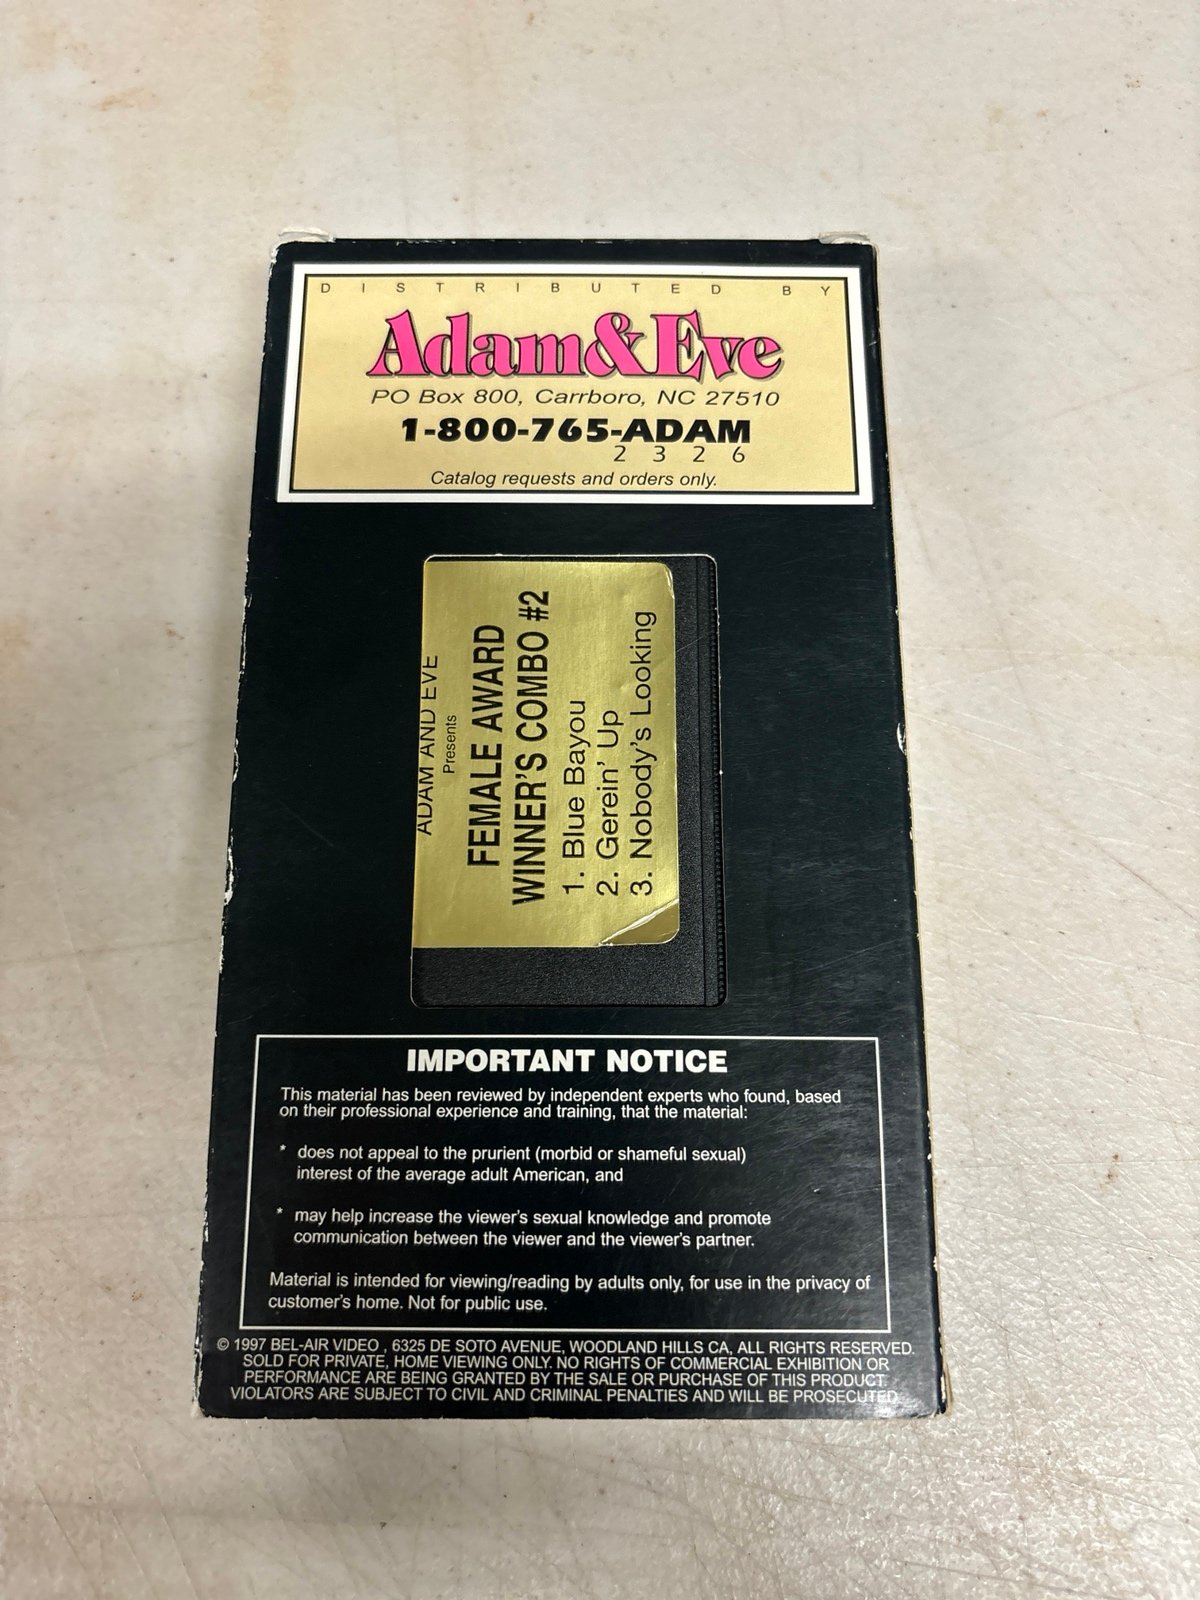 DISTRIBUTED BY
Adam&Eve
PO Box 800, Carrboro, NC 27510
1-800-765-ADAM
2 3 2 6
Catalog requests and orders only.
ADAM AND EVE
Presents
FEMALE AWARD
WINNER'S COMBO #2
1. Blue Bayou
2. Gerein' Up
3. Nobody's Looking
IMPORTANT NOTICE
This material has been reviewed by independent experts who found, based
on their professional experience and training, that the material:
* does not appeal to the prurient (morbid or shameful sexual)
interest of the average adult American, and
* may help increase the viewer's sexual knowledge and promote
communication between the viewer and the viewer's partner.
Material is intended for viewing/reading by adults only, for use in the privacy of
customer's home. Not for public use.
© 1997 BEL-AIR VIDEO , 6325 DE SOTO AVENUE, WOODLAND HILLS CA, ALL RIGHTS RESERVED.
SOLD FOR PRIVATE, HOME VIEWING ONLY. NO RIGHTS OF COMMERCIAL EXHIBITION OR
PERFORMANCE ARE BEING GRANTED BY THE SALE OR PURCHASE OF THIS PRODUCT.
VIOLATORS ARE SUBJECT TO CIVIL AND CRIMINAL PENALTIES AND WILL BE PROSECUTED.